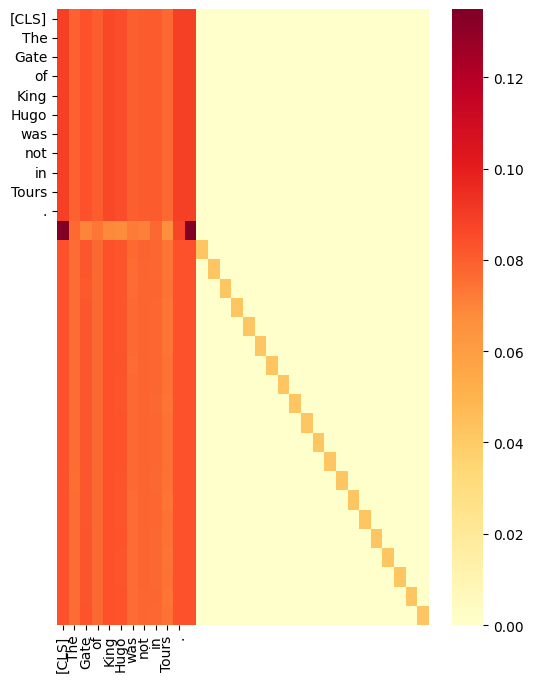 [CLS]
The
Gate
of
King
Hugo
was
not
in
Tours
.
0.12
0.10
0.08
0.06
0.04
0.02
0.00
[CLS]
The
Gate
of
King
Hugo
was
not
in
Tours
.